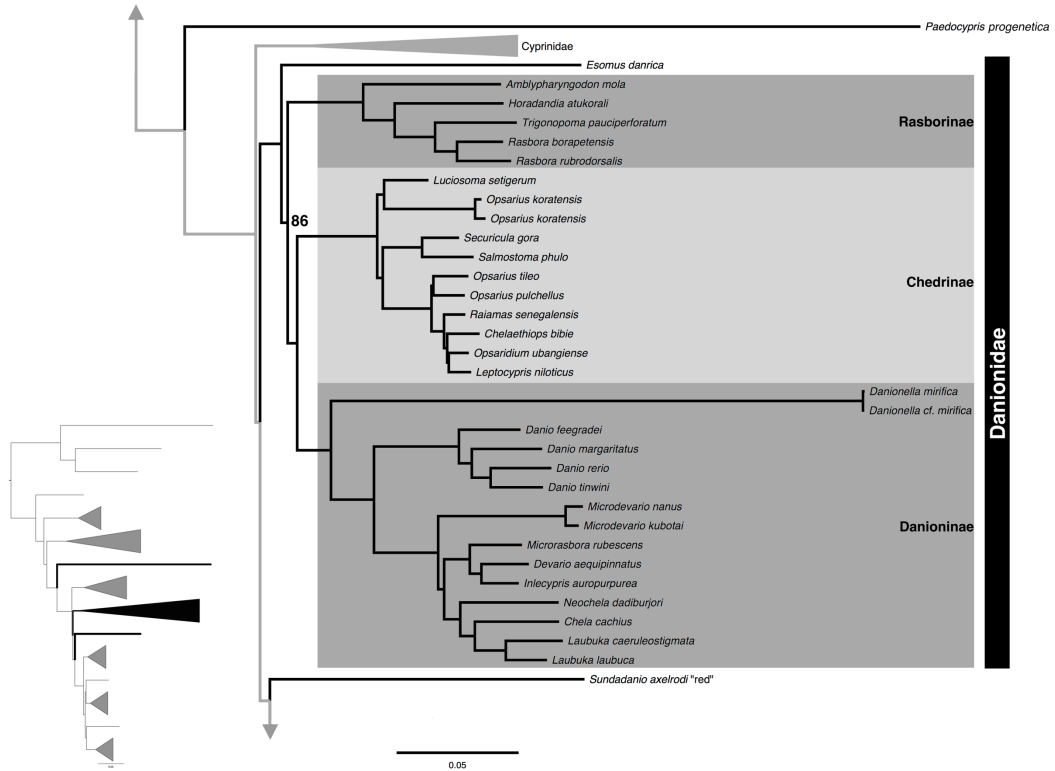 Paedocypris progenetica
Cyprinidae
Esomus danrica
Amblypharyngodon mola
Horadandia atukorali
Trigonopoma pauciperforatum
Rasbora borapetensis
Rasbora rubrodorsalis
Rasborinae
Luciosoma setigerum
Opsarius koratensis
Opsarius koratensis
86
Securicula gora
Salmostoma phulo
Opsarius tileo
Opsarius pulchellus
Raiamas senegalensis
Chelaethiops bibie
Opsaridium ubangiense
Leptocypris niloticus
Chedrinae
Danionella mirifica
Danionella cf. mirifica
Danio feegradei
Danio margaritatus
Danio rerio
Danio tinwini
Microdevario nanus
Microdevario kubotai
Microrasbora rubescens
Devario aequipinnatus
Inlecypris auropurpurea
Neochela dadiburjori
Chela cachius
Laubuka caeruleostigmata
Laubuka laubuca
Danioninae
Danionidae
Sundadanio axelrodi "red"
0.05